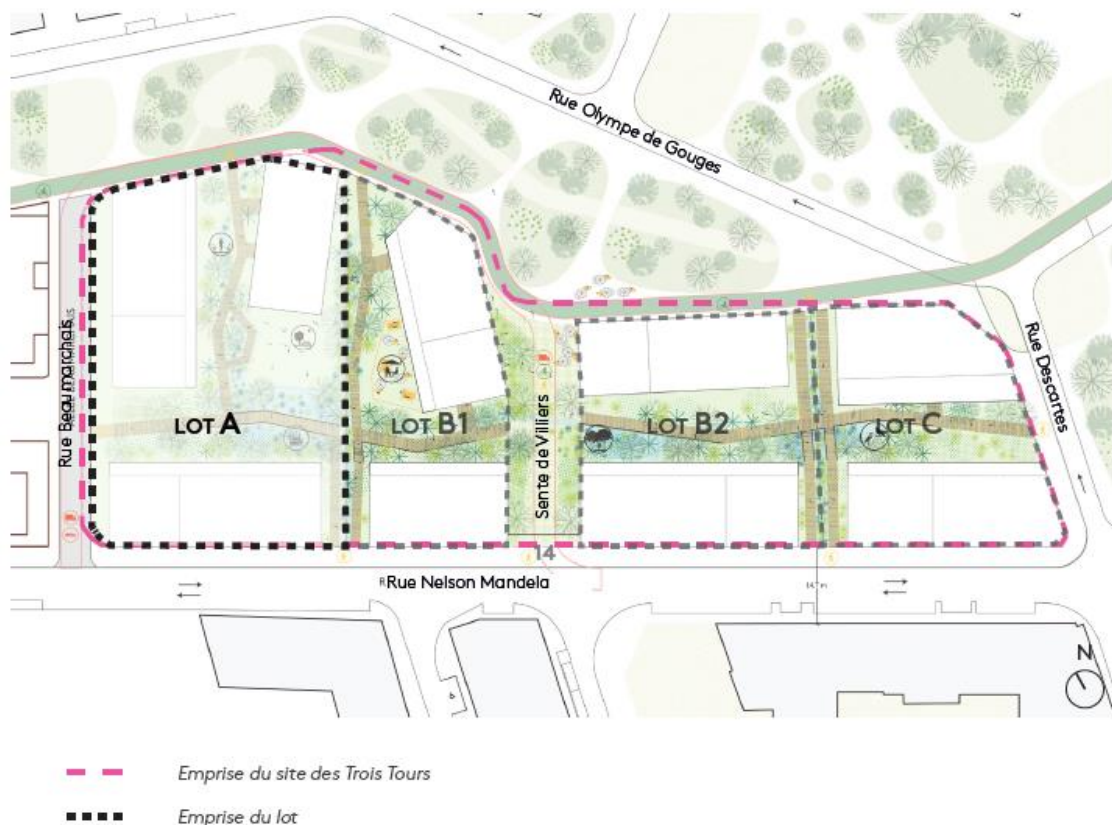 Rue Olympe de Gouges
Rue Beaumarchais
Rue Descartes
LOT A
LOT B1
Sente de Villiers
LOT B2
LOT C
14
Rue Nelson Mandela
N
Emprise du site des Trois Tours
Emprise du lot